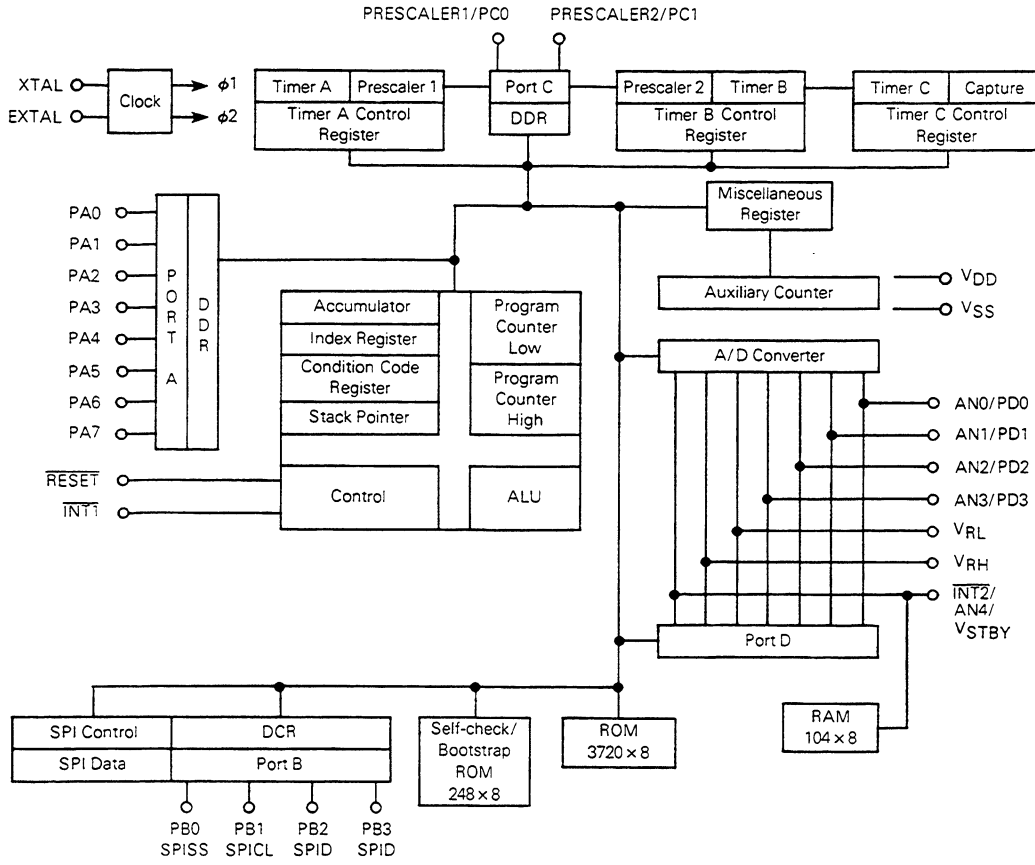 PRESCALER1/PC0
PRESCALER2/PC1
XTAL
EXTAL
Clock
ϕ1
ϕ2
Timer A
Prescaler 1
Timer A Control
Register
Port C
DDR
Prescaler 2
Timer B
Timer B Control
Register
Timer C
Capture
Timer C Control
Register
PA0
PA1
PA2
PA3
PA4
PA5
PA6
PA7
PORT A
DDR
RESET
INT1
Accumulator
Index Register
Condition Code
Register
Stack Pointer
Program
Counter
Low
Program
Counter
High
Control
ALU
Miscellaneous
Register
Auxiliary Counter
VDD
VSS
A/D Converter
AN0/PD0
AN1/PD1
AN2/PD2
AN3/PD3
VRL
VRH
INT2/
AN4/
VSTBY
Port D
RAM
104 × 8
SPI Control
DCR
SPI Data
Port B
Self-check/
Bootstrap
ROM
248 × 8
ROM
3720 × 8
PB0
SPISS
PB1
SPICL
PB2
SPID
PB3
SPID